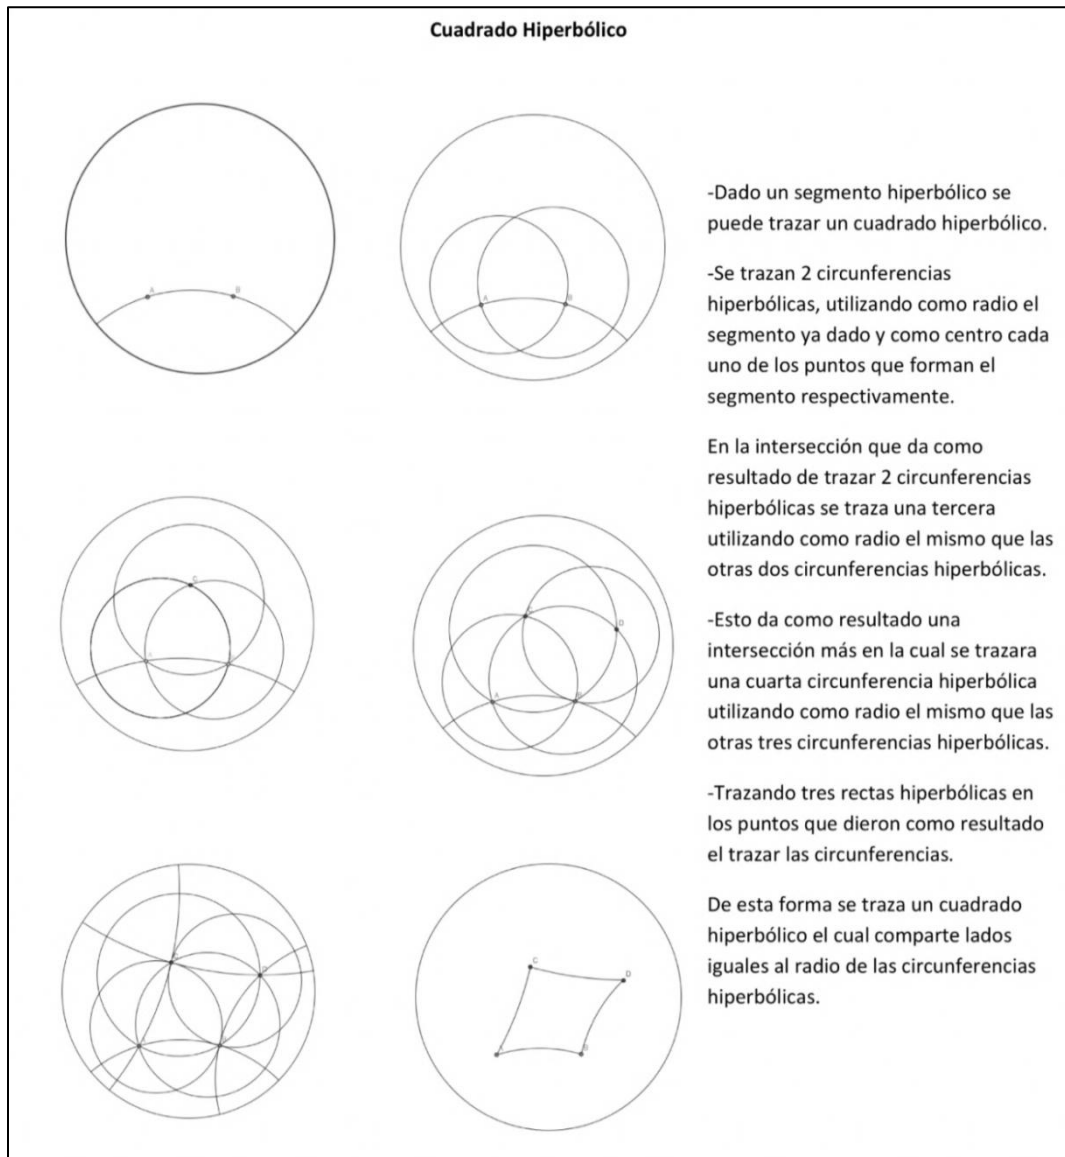 Cuadrado Hiperbólico
A
B
A
B
-Dado un segmento hiperbólico se
puede trazar un cuadrado hiperbólico.
-Se trazan 2 circunferencias
hiperbólicas, utilizando como radio el
segmento ya dado y como centro cada
uno de los puntos que forman el
segmento respectivamente.
C
A
C
D
A
B
En la intersección que da como
resultado de trazar 2 circunferencias
hiperbólicas se traza una tercera
utilizando como radio el mismo que las
otras dos circunferencias hiperbólicas.
-Esto da como resultado una
intersección más en la cual se trazara
una cuarta circunferencia hiperbólica
utilizando como radio el mismo que las
otras tres circunferencias hiperbólicas.
-Trazando tres rectas hiperbólicas en
los puntos que dieron como resultado
el trazar las circunferencias.
D
C
D
A
B
De esta forma se traza un cuadrado
hiperbólico el cual comparte lados
iguales al radio de las circunferencias
hiperbólicas.